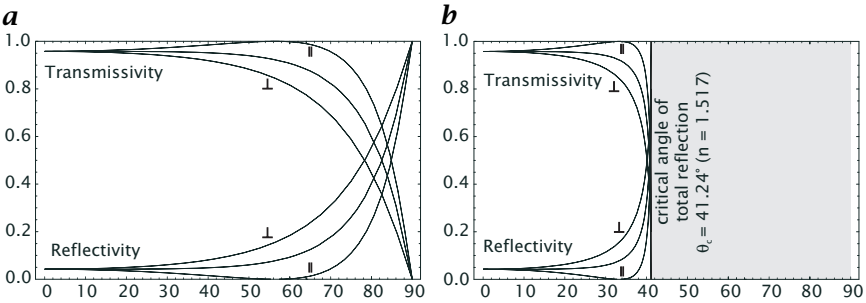 a
1.0
0.8
0.6
0.4
0.2
0.0
Transmissivity
∥
⊥
⊥
Reflectivity
∥
0 10 20 30 40 50 60 70 80 90
b
1.0
0.8
0.6
0.4
0.2
0.0
Transmissivity
∥
⊥
⊥
Reflectivity
∥
critical angle of
total reflection
θc = 41.24° (n = 1.517)
0 10 20 30 40 50 60 70 80 90